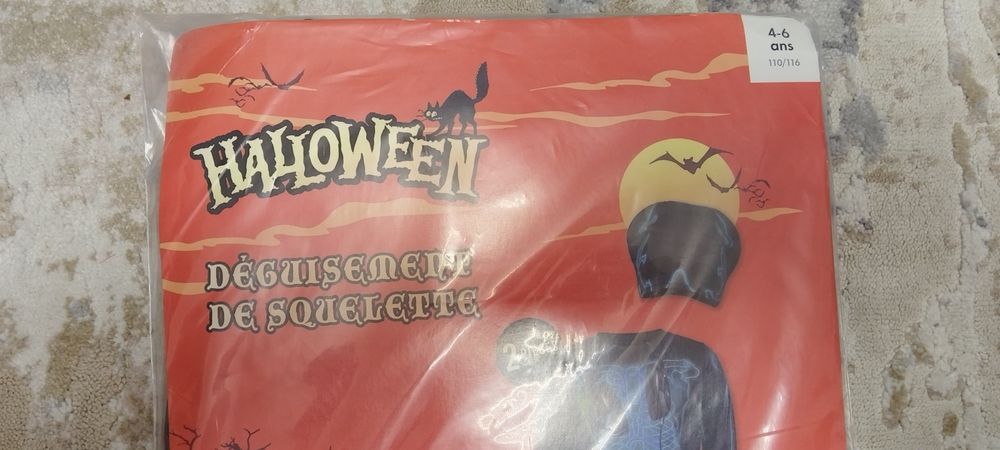 4-6
ans
110/116
HALLOWEEN
DÉGUISEMENT
DE SQUELETTE